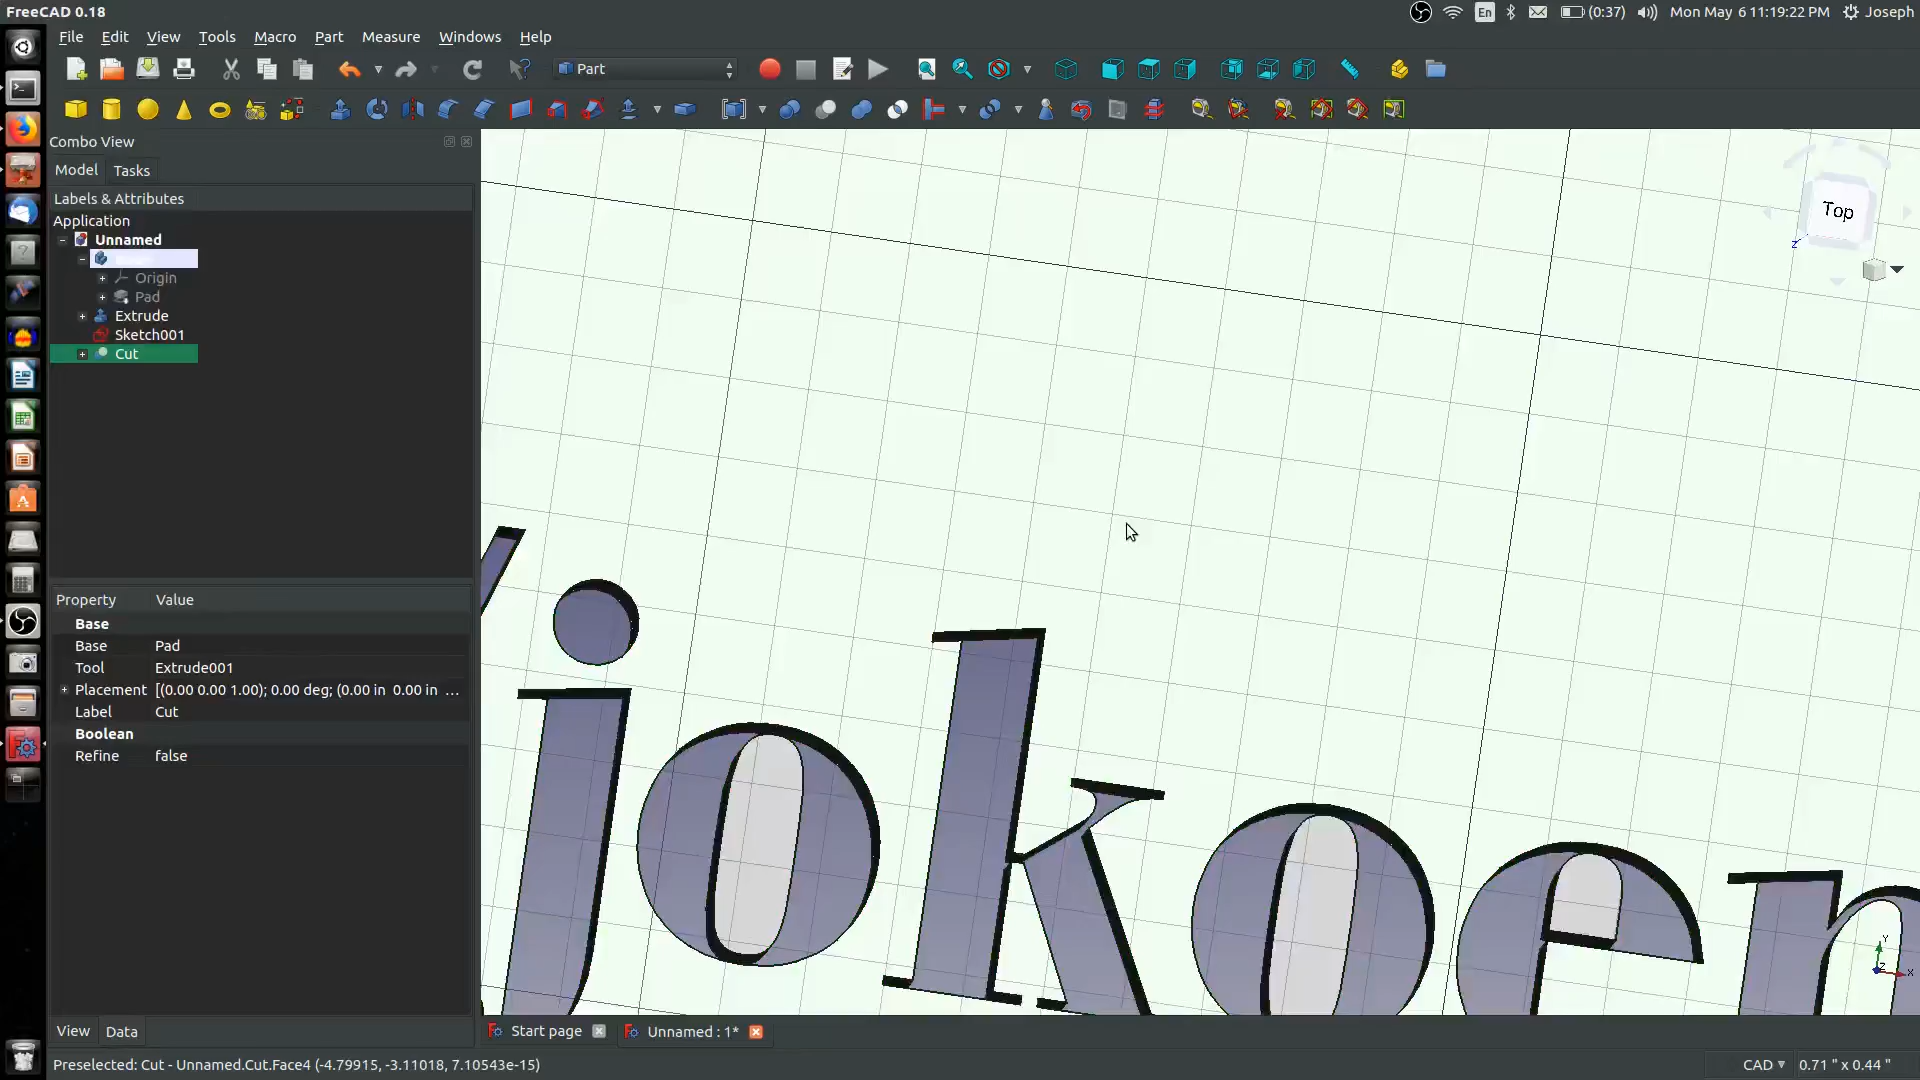 FreeCAD 0.18
En
(0:37)
Mon May 6 11:19:22 PM
Joseph
File Edit View Tools Macro Part Measure Windows Help
Part
Combo View
Model Tasks
Labels & Attributes
Application
Unnamed
Origin
Pad
Extrude
Sketch001
Cut
Top
z
jokoen
Property Value
Base
Base Pad
Tool Extrude001
Placement [(0.00 0.00 1.00); 0.00 deg; (0.00 in 0.00 in ...
Label Cut
Boolean
Refine false
Y
Z
X
View Data
Start page
Unnamed : 1*
Preselected: Cut - Unnamed.Cut.Face4 (-4.79915, -3.11018, 7.10543e-15)
CAD
0.71 " x 0.44 "